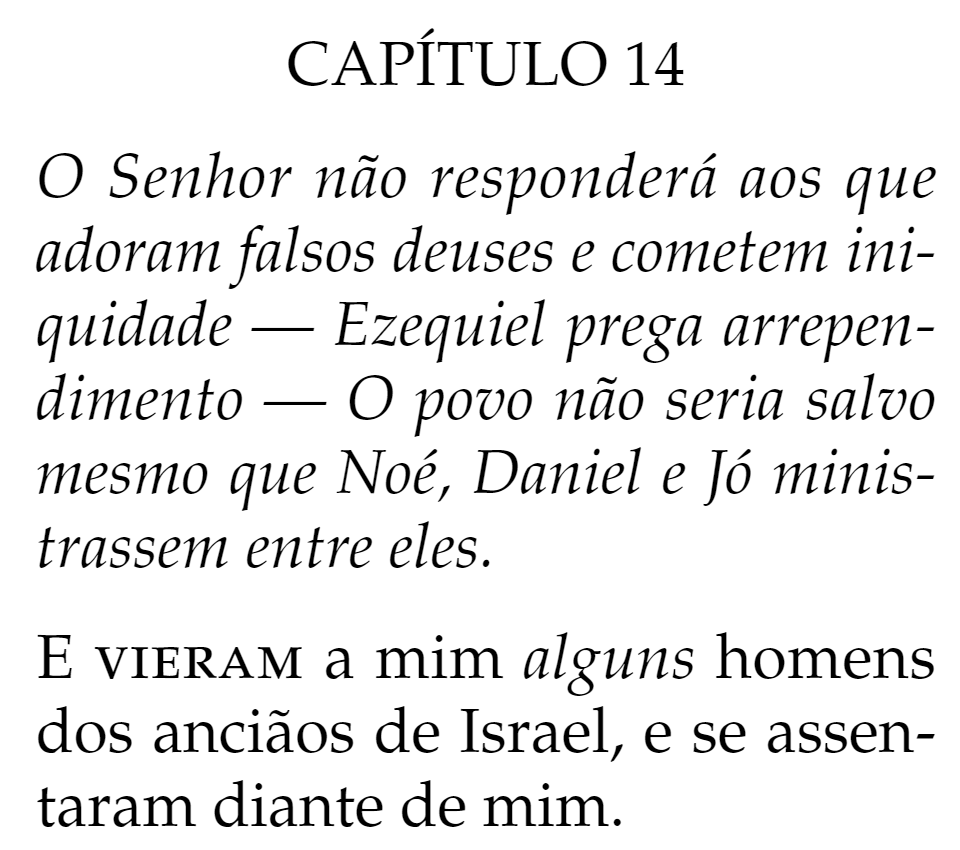 CAPÍTULO 14
O Senhor não responderá aos que
adoram falsos deuses e cometem ini-
quidade — Ezequiel prega arrepen-
dimento — O povo não seria salvo
mesmo que Noé, Daniel e Jó minis-
trassem entre eles.
E VIERAM a mim alguns homens
dos anciãos de Israel, e se assen-
taram diante de mim.